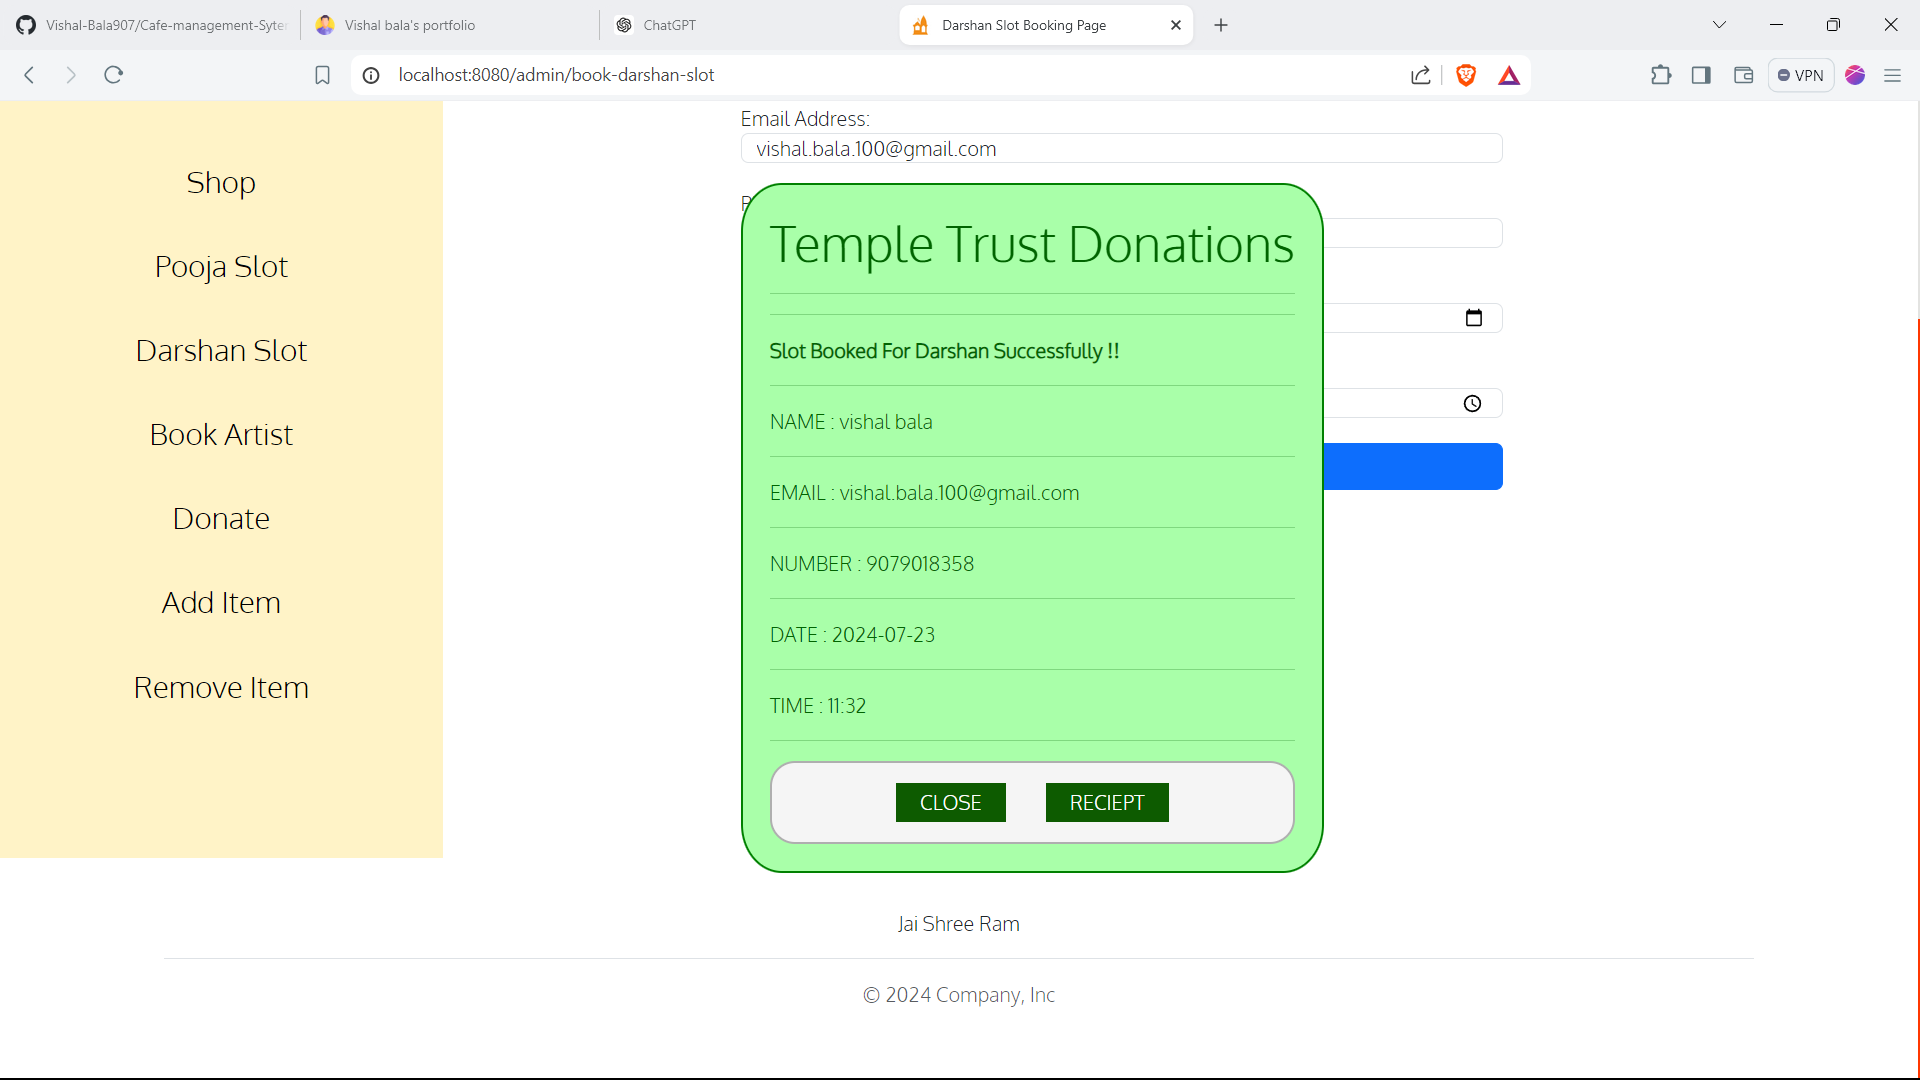 Vishal-Bala907/Cafe-management-Syte
Vishal bala's portfolio
ChatGPT
Darshan Slot Booking Page
localhost:8080/admin/book-darshan-slot
VPN
Shop
Pooja Slot
Darshan Slot
Book Artist
Donate
Add Item
Remove Item
Email Address:
vishal.bala.100@gmail.com
Temple Trust Donations
Slot Booked For Darshan Successfully !!
NAME : vishal bala
EMAIL : vishal.bala.100@gmail.com
NUMBER : 9079018358
DATE : 2024-07-23
TIME : 11:32
CLOSE
RECIEPT
Jai Shree Ram
© 2024 Company, Inc